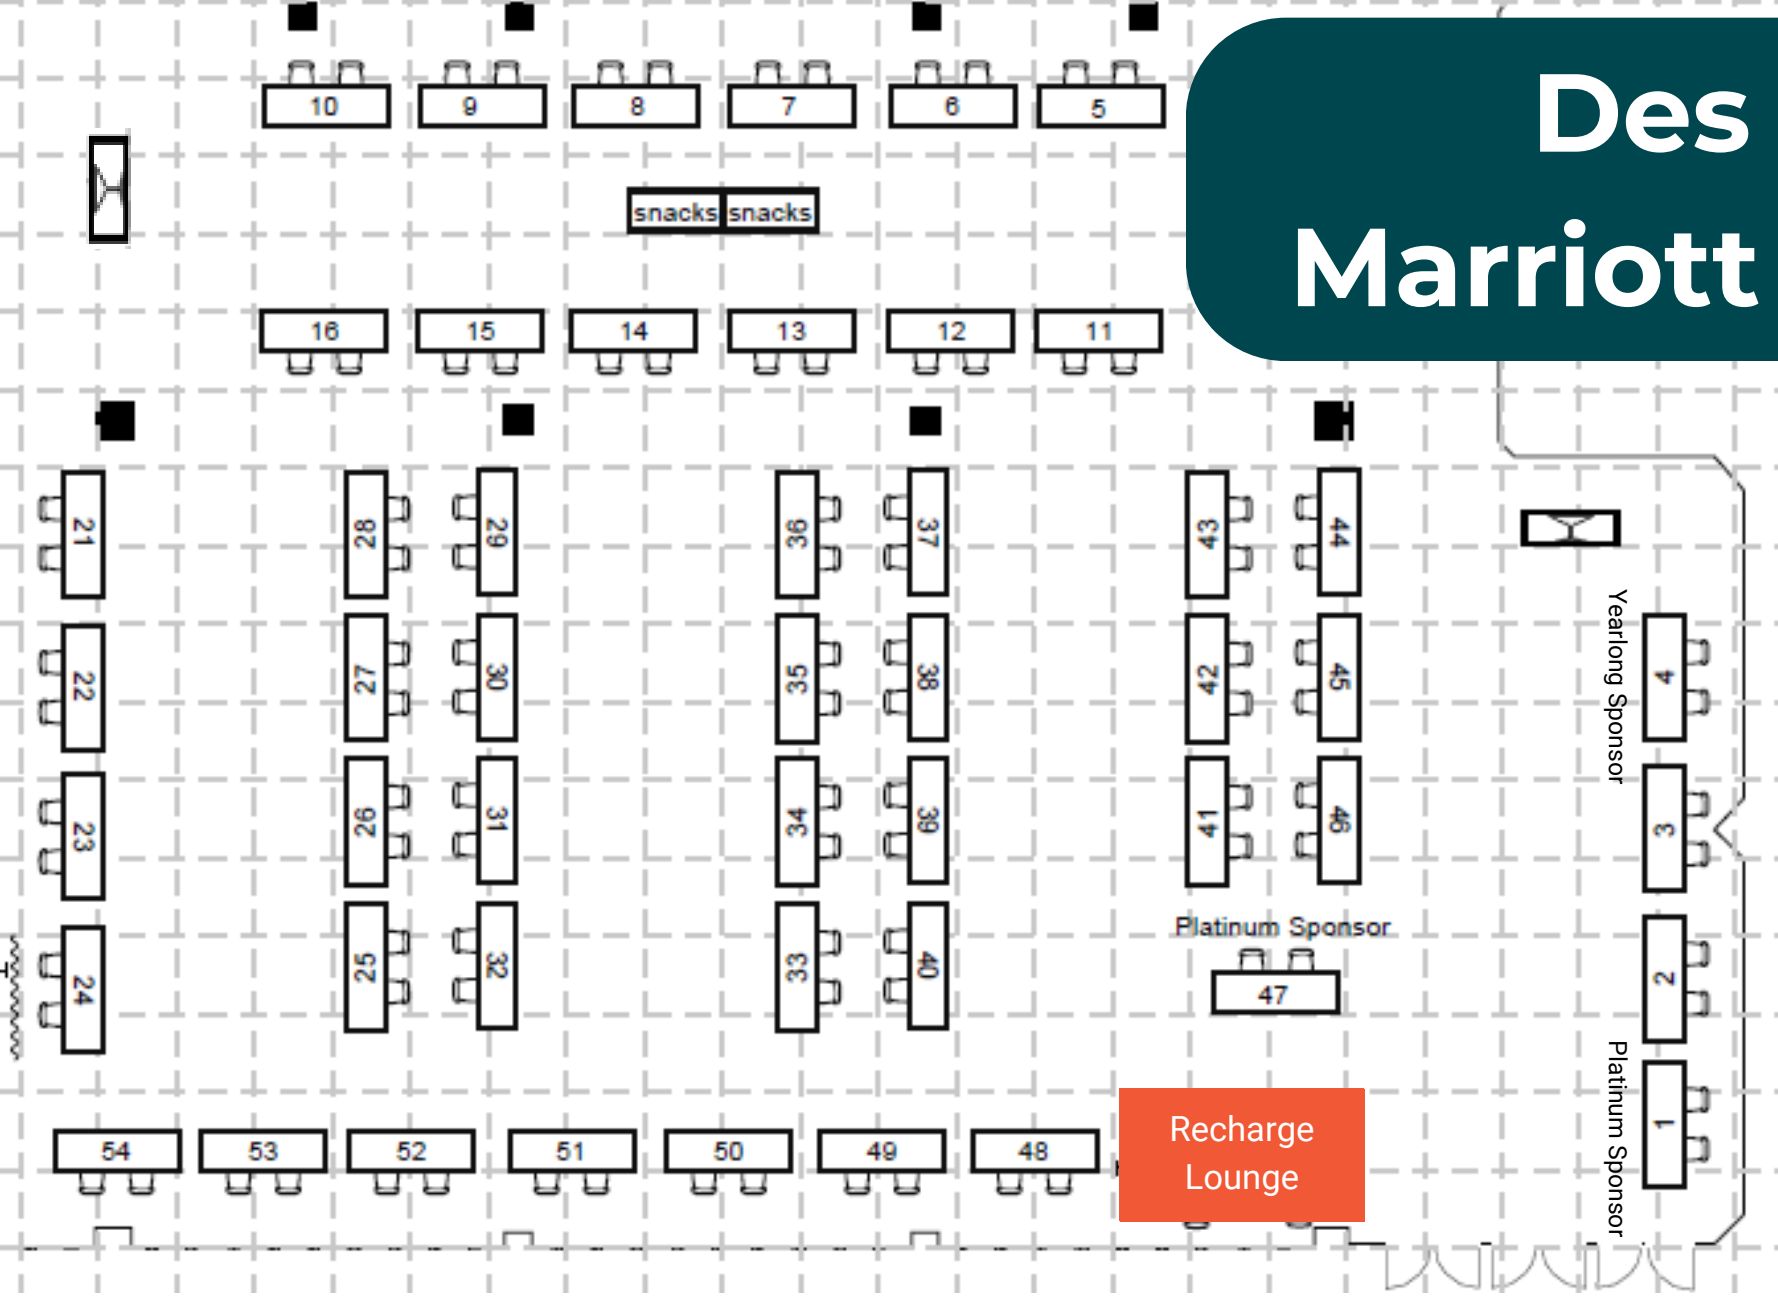 Des
Marriott
10 9 8 7 6 5
snacks snacks
16 15 14 13 12 11
21 28 29 36 37 43 44
22 27 30 35 38 42 45 4
Yearlong Sponsor
23 26 31 34 39 41 46 3
24 25 32 33 40
Platinum Sponsor
47
2
1
Platinum Sponsor
54 53 52 51 50 49 48
Recharge
Lounge